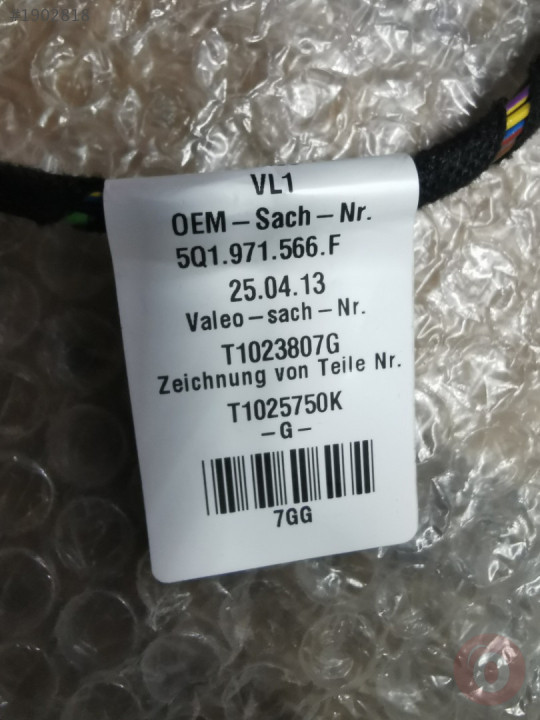 #1902818
VL1
OEM – Sach – Nr.
5Q1.971.566.F
25.04.13
Valeo – sach – Nr.
T1023807G
Zeichnung von Teile Nr.
T1025750K
– G –
7GG